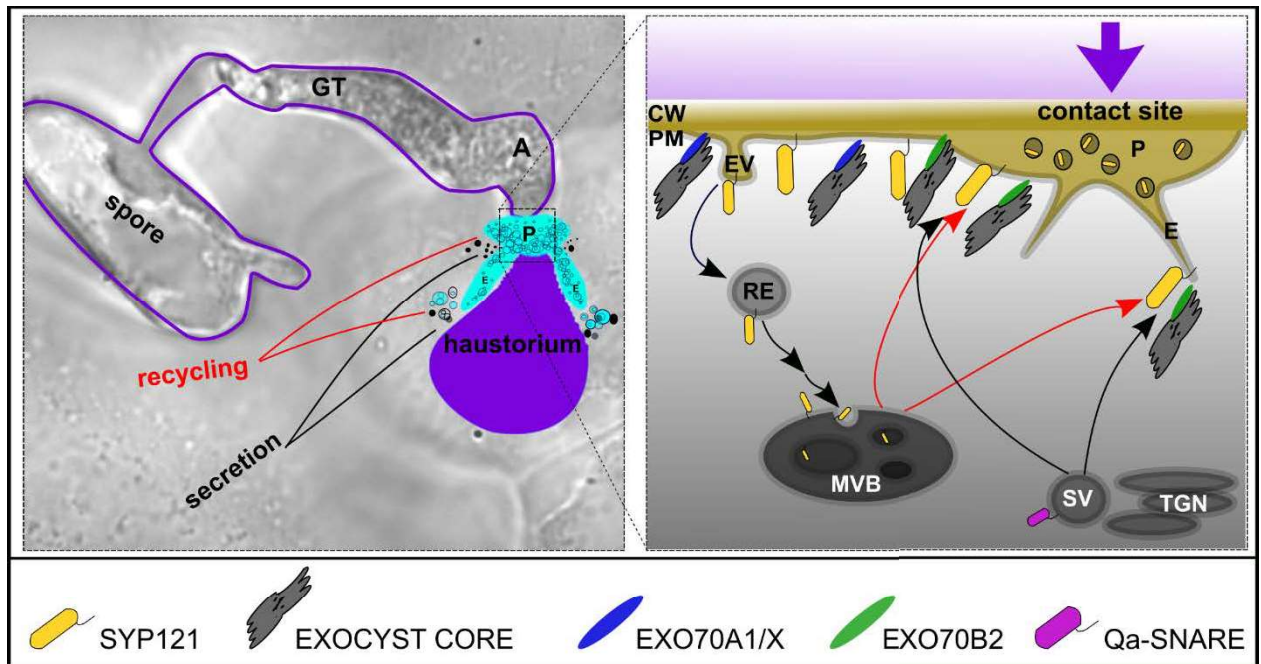 GT
A
spore
P
E
E
haustorium
recycling
secretion
CW
PM
contact site
P
EV
E
RE
MVB
SV
TGN
SYP121
EXOCYST CORE
EXO70A1/X
EXO70B2
Qa-SNARE